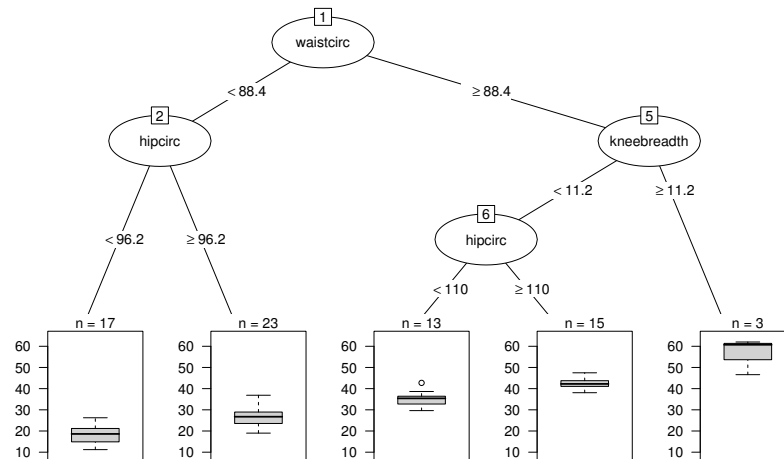 1
waistcirc
< 88.4
≥ 88.4
2
hipcirc
5
kneebreadth
< 11.2
≥ 11.2
6
hipcirc
< 96.2
≥ 96.2
< 110
≥ 110
n = 17
n = 23
n = 13
n = 15
n = 3
60 60 60 60 60
50 50 50 50 50
40 40 40 40 40
30 30 30 30 30
20 20 20 20 20
10 10 10 10 10